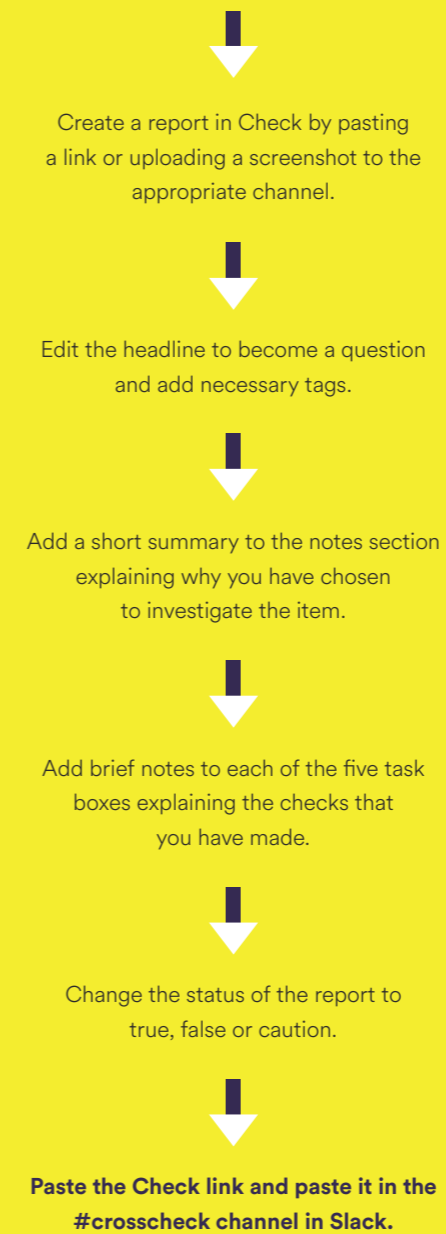 Create a report in Check by pasting
a link or uploading a screenshot to the
appropriate channel.
Edit the headline to become a question
and add necessary tags.
Add a short summary to the notes section
explaining why you have chosen
to investigate the item.
Add brief notes to each of the five task
boxes explaining the checks that
you have made.
Change the status of the report to
true, false or caution.
Paste the Check link and paste it in the
#crosscheck channel in Slack.